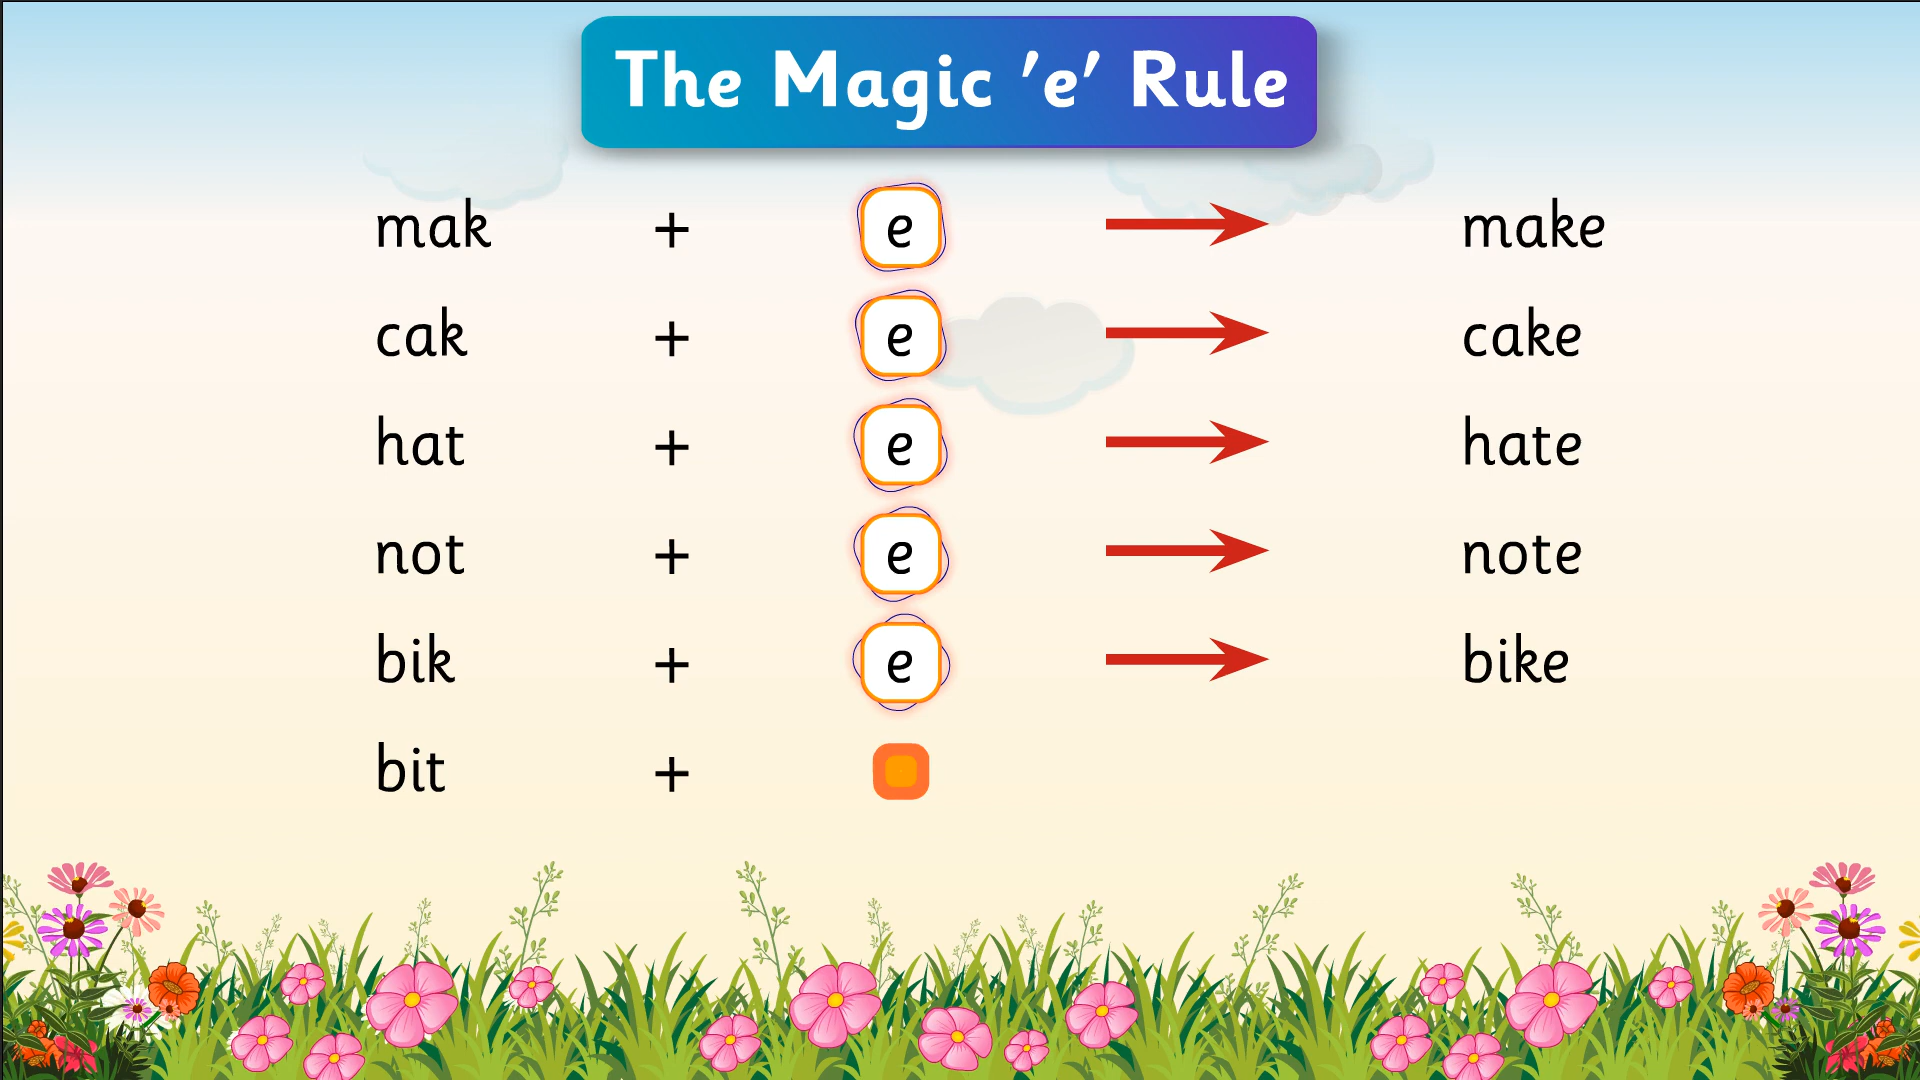 The Magic 'e' Rule
mak + e → make
cak + e → cake
hat + e → hate
not + e → note
bik + e → bike
bit +